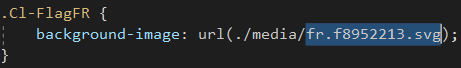 .Cl-FlagFR {
    background-image: url(./media/fr.f8952213.svg);
}